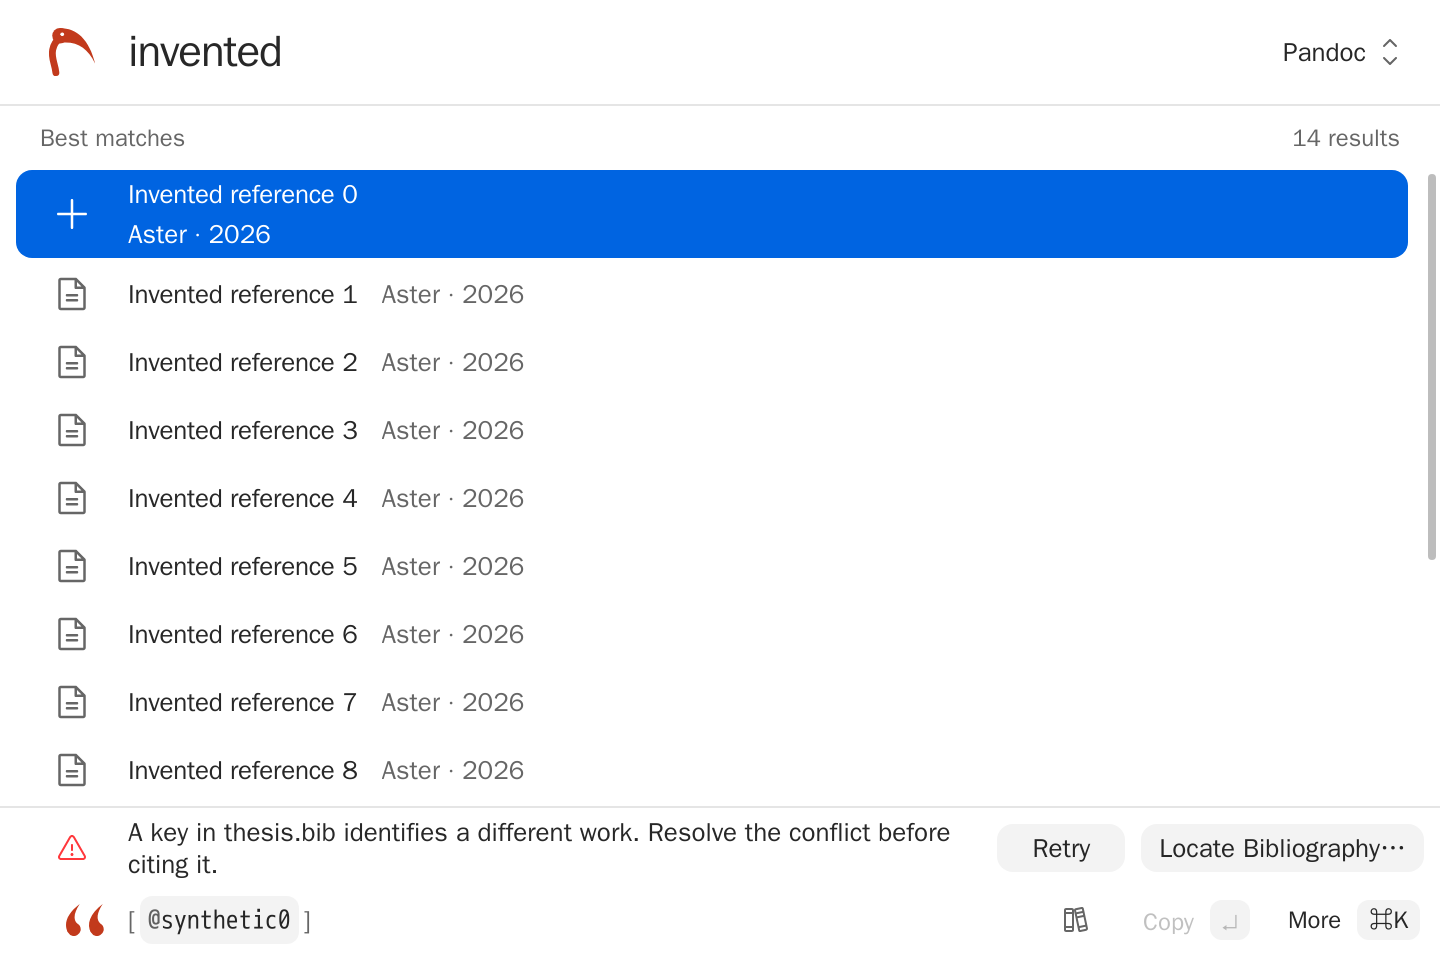 invented
Pandoc
Best matches
14 results
Invented reference 0
Aster · 2026
Invented reference 1 Aster · 2026
Invented reference 2 Aster · 2026
Invented reference 3 Aster · 2026
Invented reference 4 Aster · 2026
Invented reference 5 Aster · 2026
Invented reference 6 Aster · 2026
Invented reference 7 Aster · 2026
Invented reference 8 Aster · 2026
A key in thesis.bib identifies a different work. Resolve the conflict before
citing it.
Retry
Locate Bibliography…
[ @synthetic0 ]
Copy ↵
More ⌘K